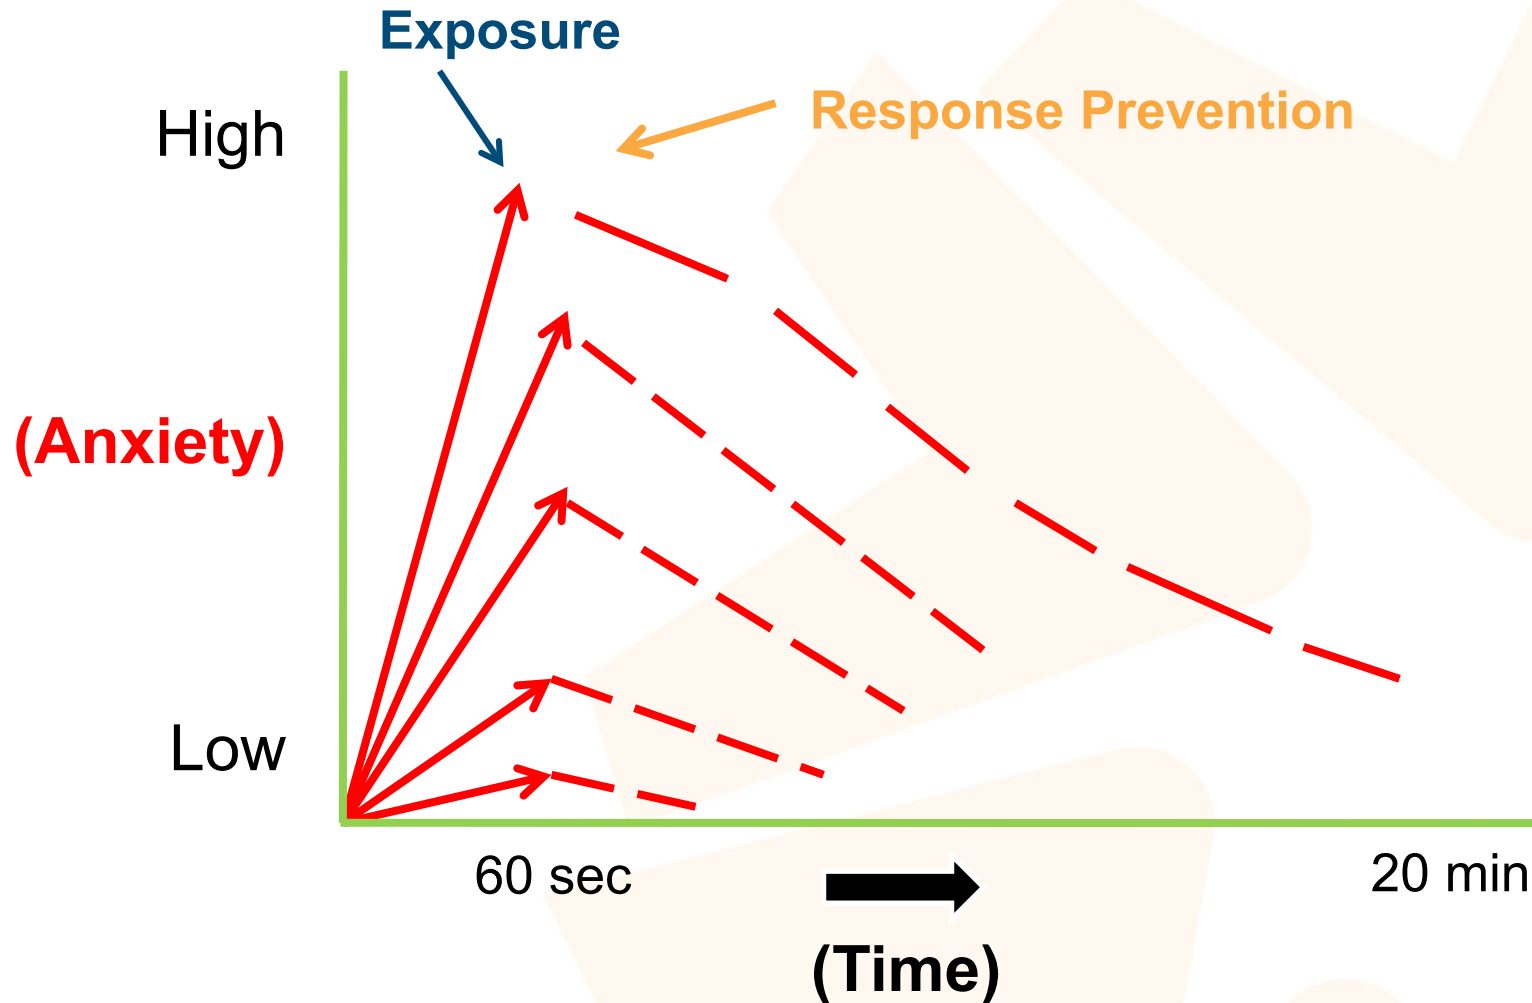 Exposure
Response Prevention
High
(Anxiety)
Low
60 sec
20 min
(Time)